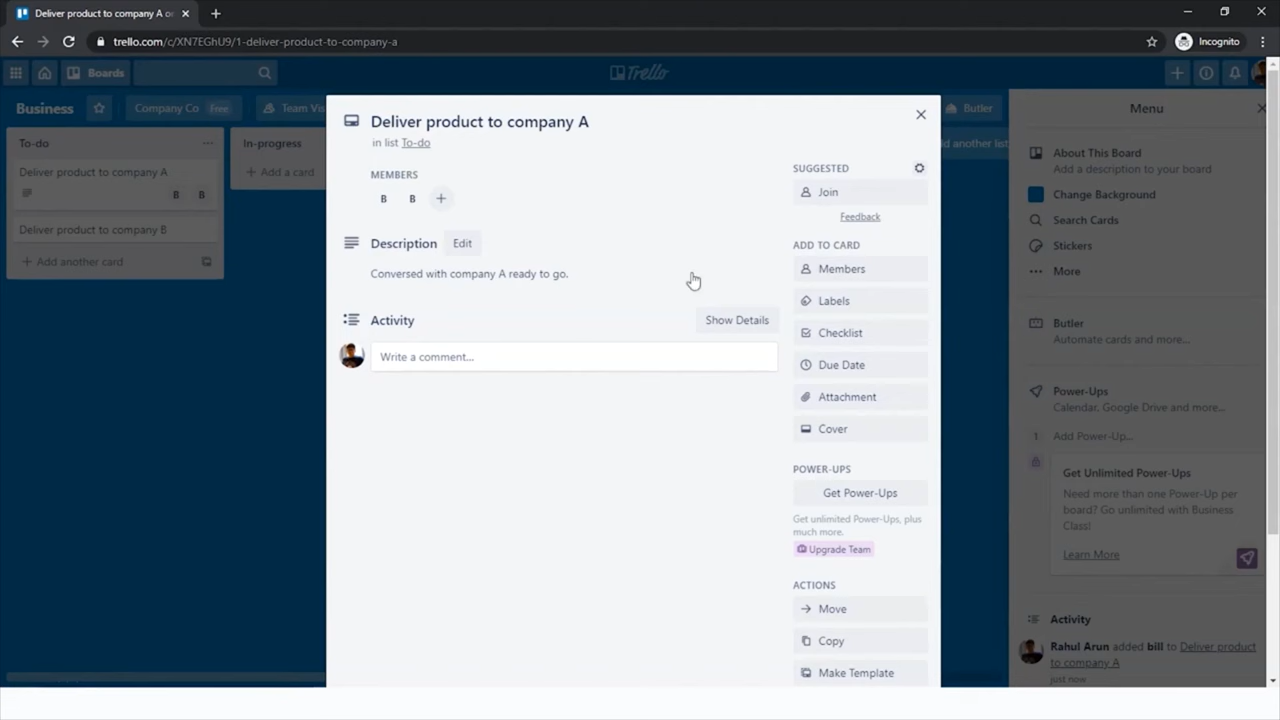 Deliver product to company A o
trello.com/c/XN7EGhU9/1-deliver-product-to-company-a
Incognito
Boards
Trello
Business
Company Co
Free
Team Vis
Butler
To-do
Deliver product to company A
B B
Deliver product to company B
+ Add another card
In-progress
+ Add a card
d another list
Deliver product to company A
in list To-do
MEMBERS
B B +
Description
Edit
Conversed with company A ready to go.
Activity
Show Details
Write a comment...
SUGGESTED
Join
Feedback
ADD TO CARD
Members
Labels
Checklist
Due Date
Attachment
Cover
POWER-UPS
Get Power-Ups
Get unlimited Power-Ups, plus
much more.
Upgrade Team
ACTIONS
Move
Copy
Make Template
Menu
About This Board
Add a description to your board
Change Background
Search Cards
Stickers
More
Butler
Automate cards and more...
Power-Ups
Calendar, Google Drive and more...
1 Add Power-Up...
Get Unlimited Power-Ups
Need more than one Power-Up per
board? Go unlimited with Business
Class!
Learn More
Activity
Rahul Arun added bill to Deliver product
to company A
just now